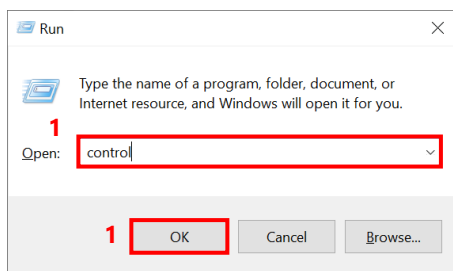 Run
Type the name of a program, folder, document, or
Internet resource, and Windows will open it for you.
1
Open: control
1 OK Cancel Browse...